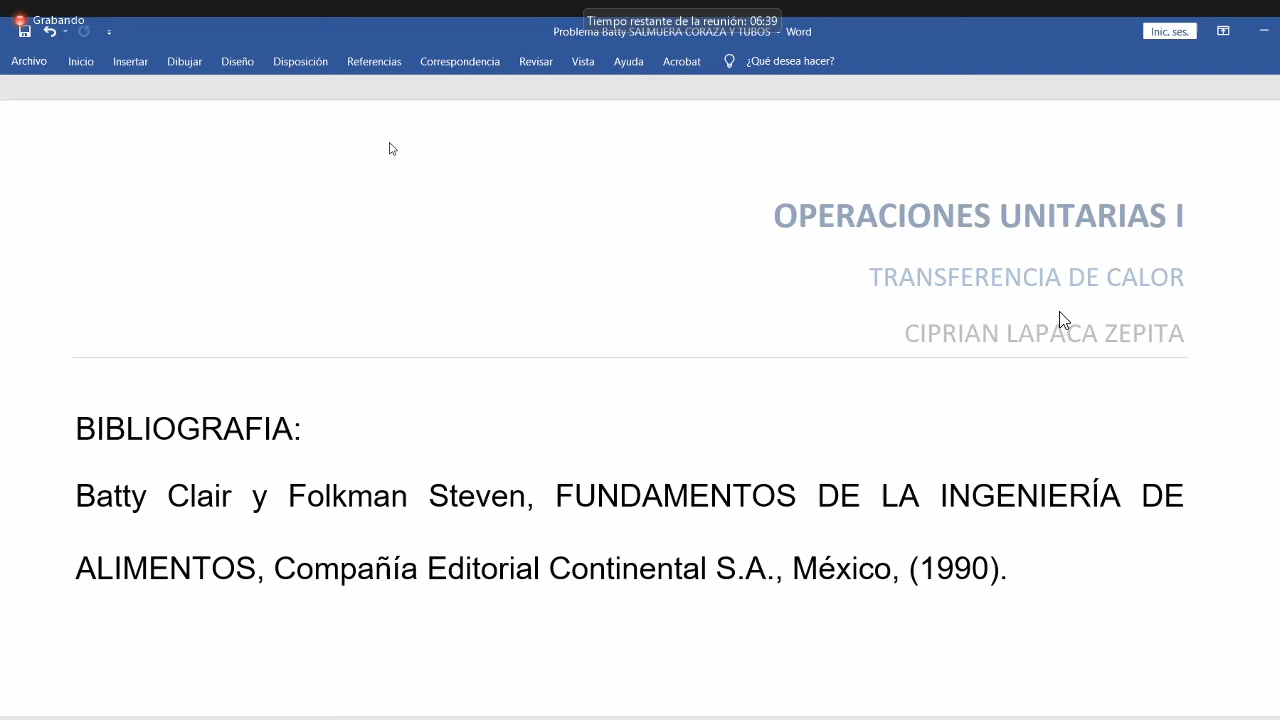 Grabando
Tiempo restante de la reunión: 06:39
Problema Batty SALMUERA CORAZA Y TUBOS - Word
Inic. ses.
Archivo Inicio Insertar Dibujar Diseño Disposición Referencias Correspondencia Revisar Vista Ayuda Acrobat ¿Qué desea hacer?
OPERACIONES UNITARIAS I
TRANSFERENCIA DE CALOR
CIPRIAN LAPACA ZEPITA
BIBLIOGRAFIA:
Batty Clair y Folkman Steven, FUNDAMENTOS DE LA INGENIERÍA DE
ALIMENTOS, Compañía Editorial Continental S.A., México, (1990).